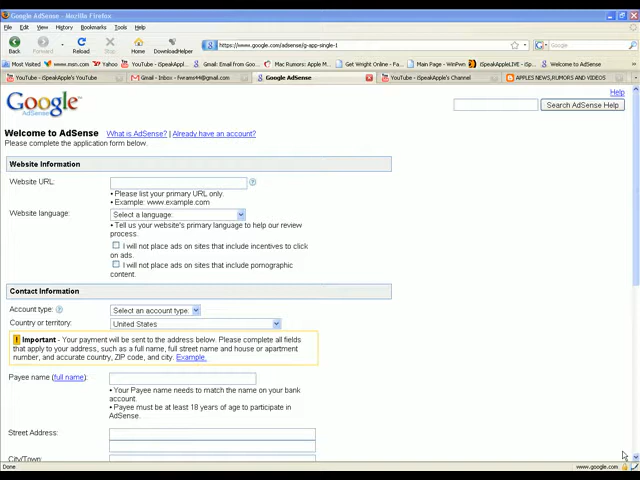 Google AdSense - Mozilla Firefox
File Edit View History Bookmarks Tools Help
Back Forward Reload Stop Home DownloadHelper
https://www.google.com/adsense/g-app-single-1
Google
Most Visited www.msn.com Yahoo
Gmail: Email from Goo... Mac Rumors: Apple M... Get Wright Online - F... Main Page - WinPwn iSpeakAppleLIVE - iS... Welcome to AdSense
YouTube - iSpeakApple's YouTube Gmail - Inbox - Google AdSense YouTube - iSpeakApple's Channel APPLES NEWS,RUMORS AND VIDEOS
Help
Google
AdSense
Search AdSense Help
Welcome to AdSense What is AdSense? | Already have an account?
Please complete the application form below.
Website Information
Website URL:
• Please list your primary URL only.
• Example: www.example.com
Website language: Select a language:
• Tell us your website's primary language to help our review
process.
I will not place ads on sites that include incentives to click
on ads.
I will not place ads on sites that include pornographic
content.
Contact Information
Account type: Select an account type:
Country or territory: United States
! Important - Your payment will be sent to the address below. Please complete all fields
that apply to your address, such as a full name, full street name and house or apartment
number, and accurate country, ZIP code, and city. Example.
Payee name (full name):
• Your Payee name needs to match the name on your bank
account.
• Payee must be at least 18 years of age to participate in
AdSense.
Street Address:
City/Town:
Done www.google.com